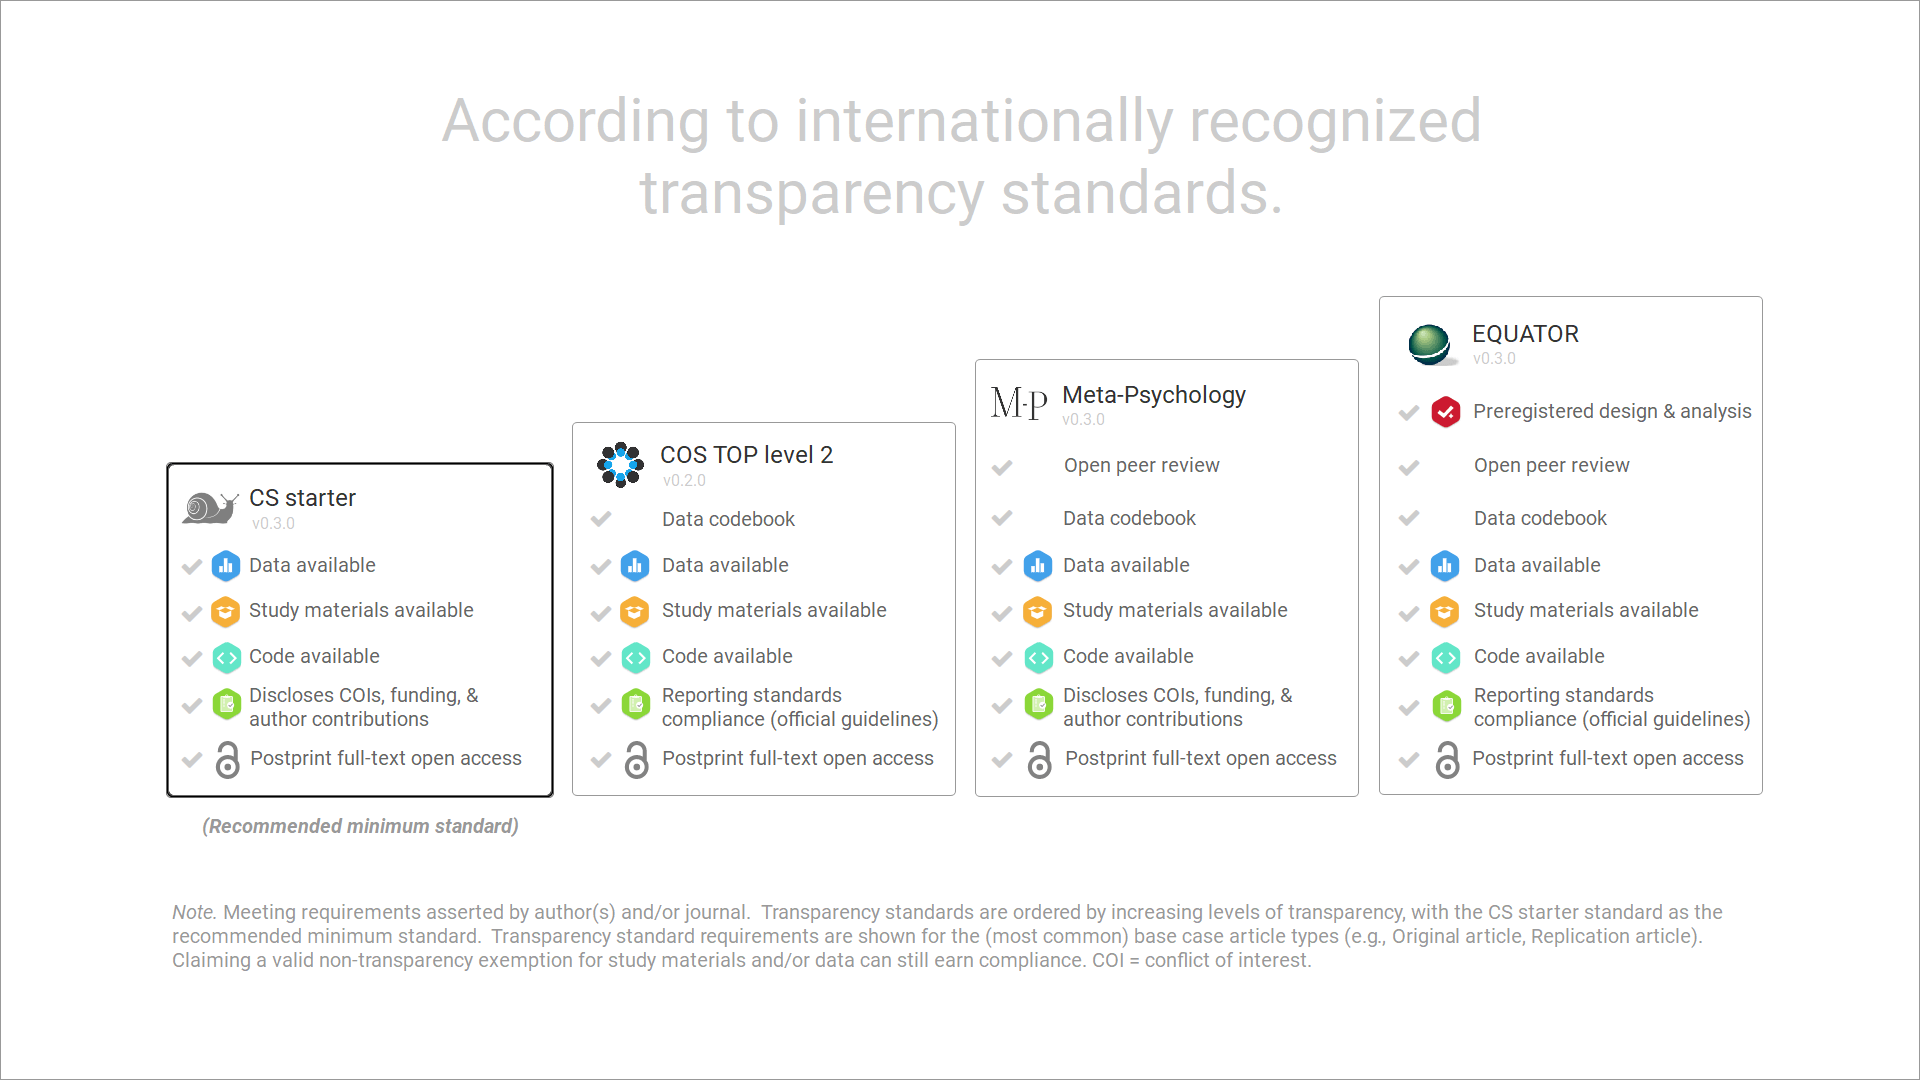 According to internationally recognized
transparency standards.
CS starter
v0.3.0
Data available
Study materials available
Code available
Discloses COIs, funding, &
author contributions
Postprint full-text open access
(Recommended minimum standard)
COS TOP level 2
v0.2.0
Data codebook
Data available
Study materials available
Code available
Reporting standards
compliance (official guidelines)
Postprint full-text open access
M-P
Meta-Psychology
v0.3.0
Open peer review
Data codebook
Data available
Study materials available
Code available
Discloses COIs, funding, &
author contributions
Postprint full-text open access
EQUATOR
v0.3.0
Preregistered design & analysis
Open peer review
Data codebook
Data available
Study materials available
Code available
Reporting standards
compliance (official guidelines)
Postprint full-text open access
Note. Meeting requirements asserted by author(s) and/or journal.  Transparency standards are ordered by increasing levels of transparency, with the CS starter standard as the
recommended minimum standard.  Transparency standard requirements are shown for the (most common) base case article types (e.g., Original article, Replication article).
Claiming a valid non-transparency exemption for study materials and/or data can still earn compliance. COI = conflict of interest.